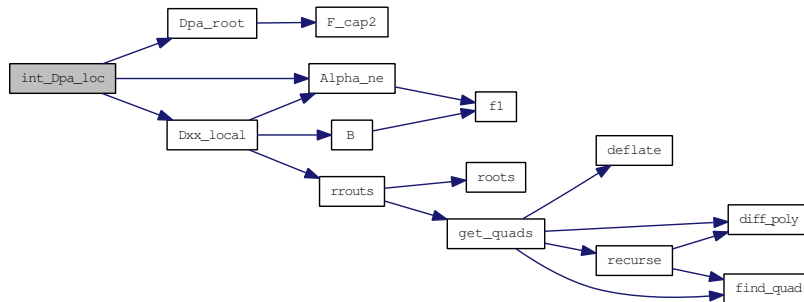 Dpa_root
F_cap2
int_Dpa_loc
Alpha_ne
f1
Dxx_local
B
deflate
rrouts
roots
diff_poly
get_quads
recurse
find_quad